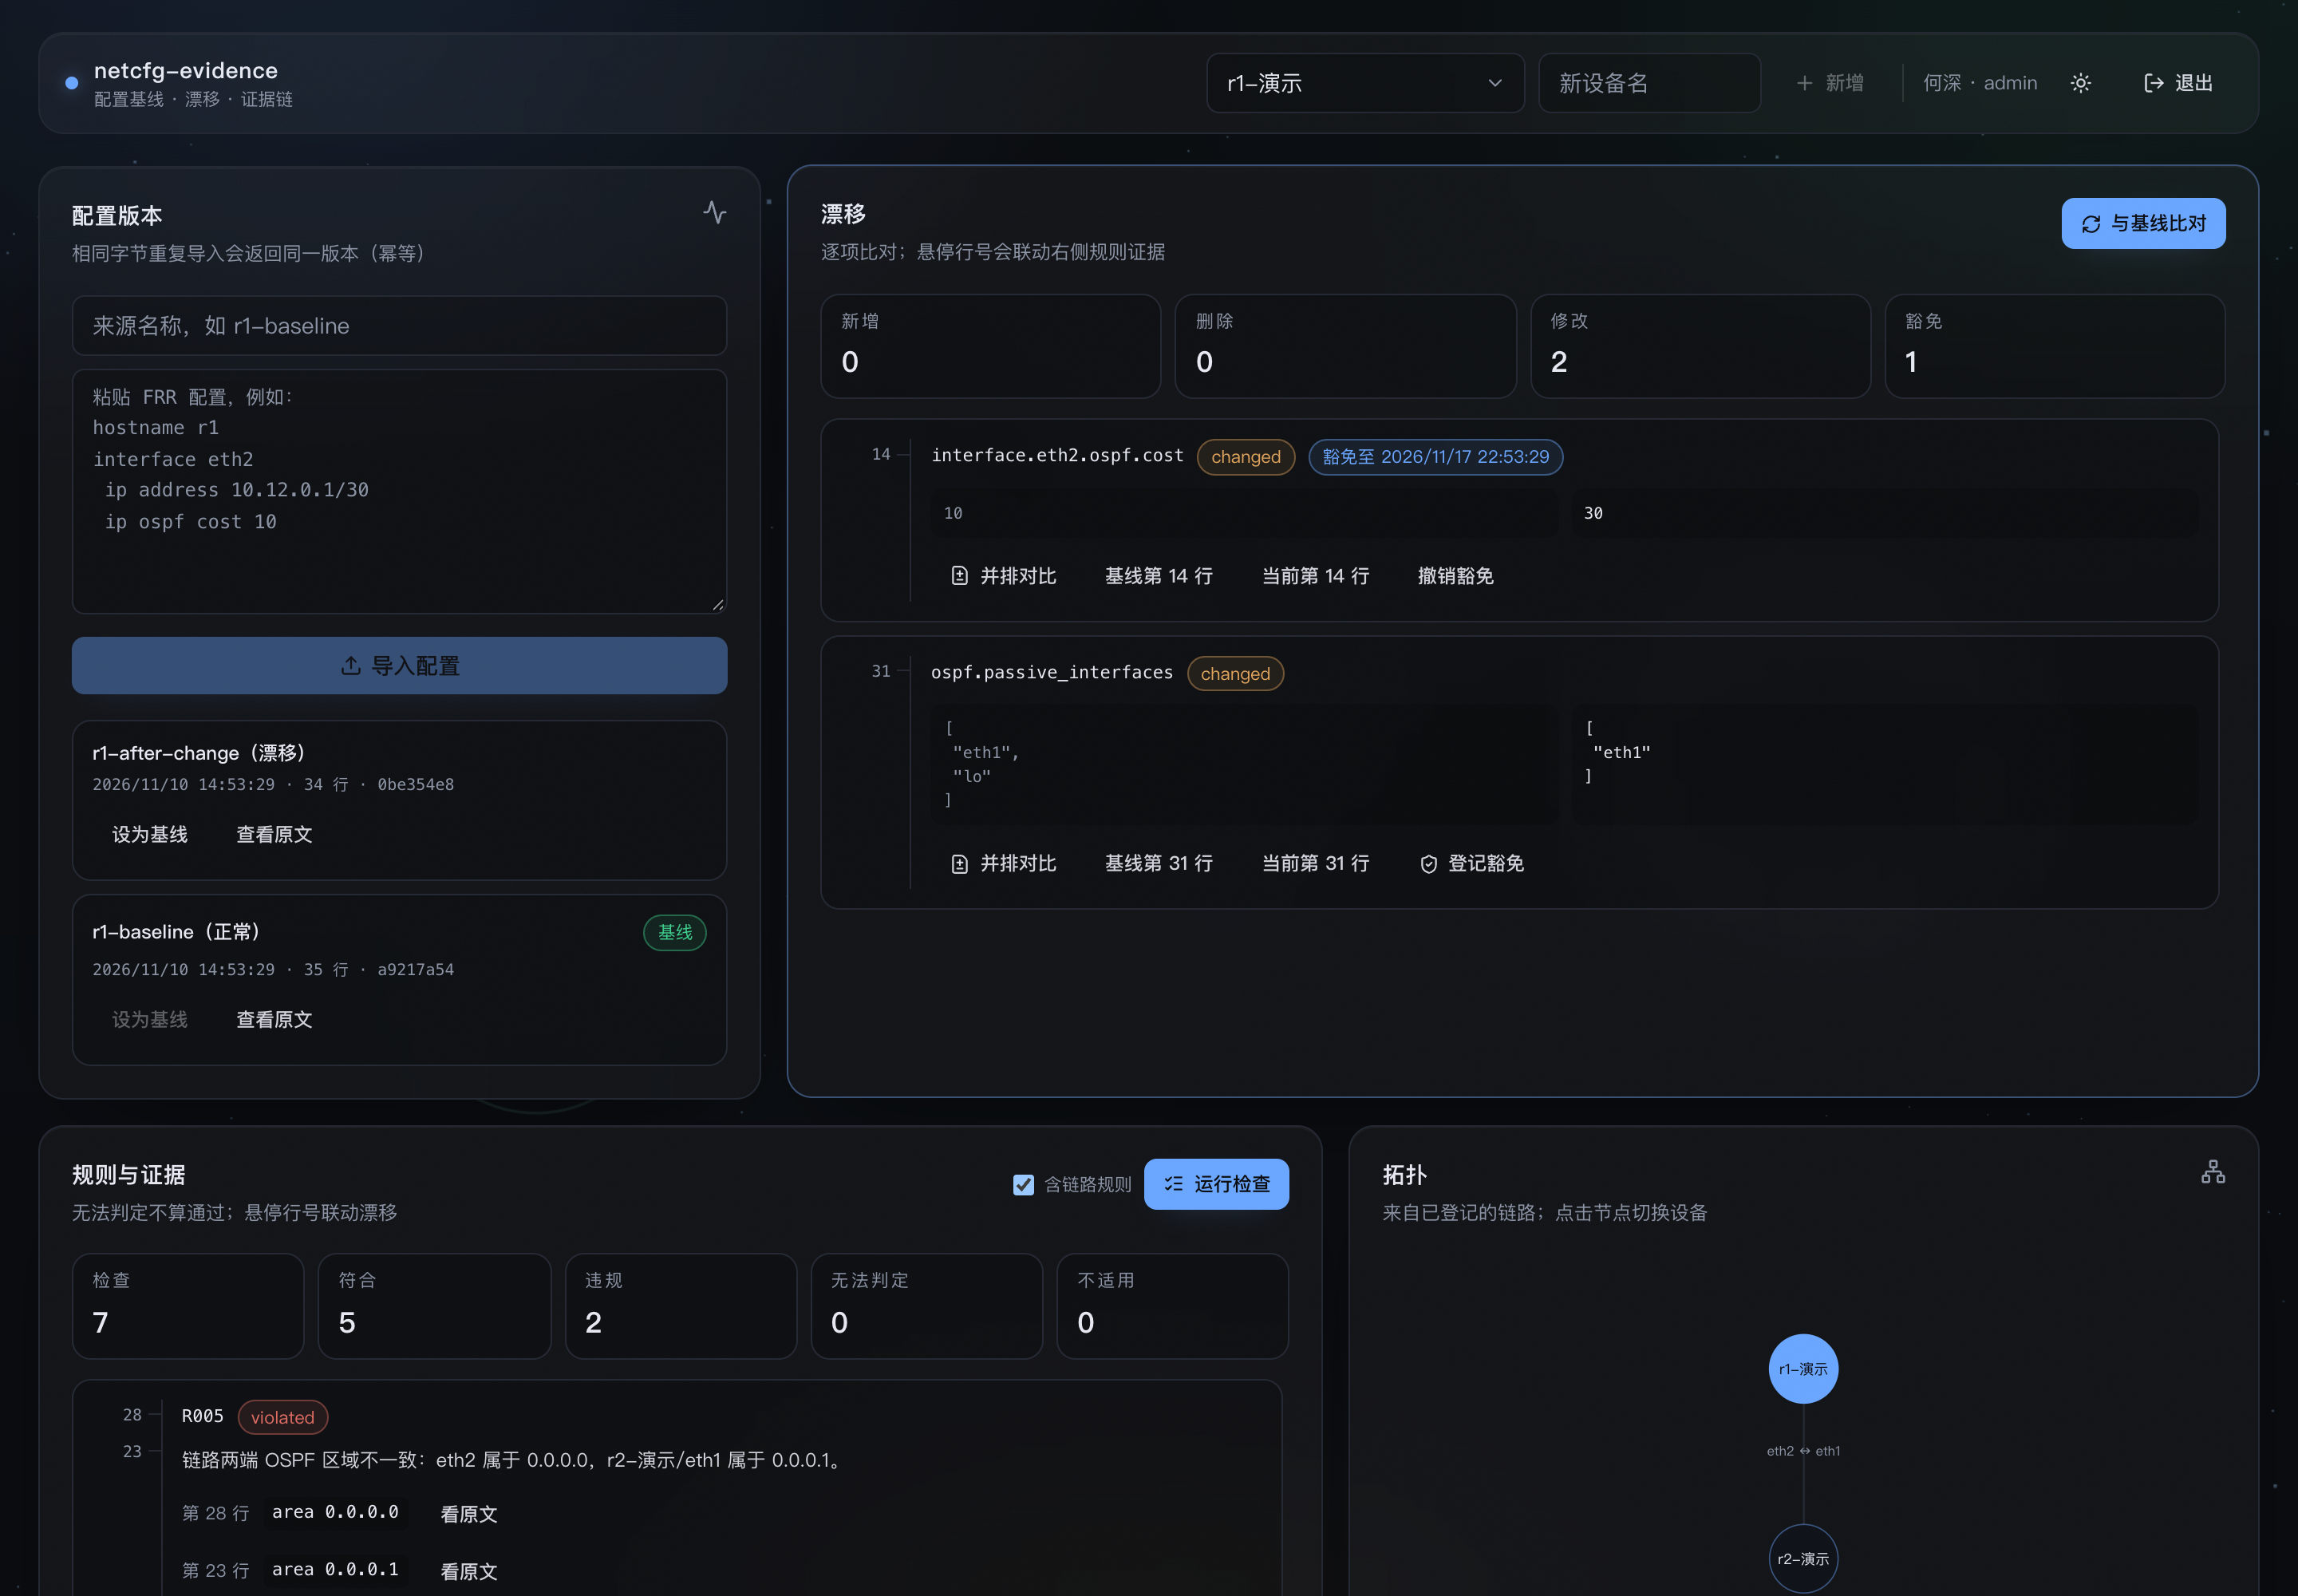 netcfg-evidence
配置基线 · 漂移 · 证据链
r1-演示
新设备名
新增
何深 · admin
退出
配置版本
相同字节重复导入会返回同一版本（幂等）
来源名称，如 r1-baseline
粘贴 FRR 配置，例如：
hostname r1
interface eth2
ip address 10.12.0.1/30
ip ospf cost 10
导入配置
r1-after-change（漂移）
2026/11/10 14:53:29 · 34 行 · 0be354e8
设为基线 查看原文
r1-baseline（正常）
基线
2026/11/10 14:53:29 · 35 行 · a9217a54
设为基线 查看原文
漂移
逐项比对；悬停行号会联动右侧规则证据
与基线比对
新增 删除 修改 豁免
0 0 2 1
14 interface.eth2.ospf.cost changed 豁免至 2026/11/17 22:53:29
10 30
并排对比 基线第 14 行 当前第 14 行 撤销豁免
31 ospf.passive_interfaces changed
[ [
"eth1", "eth1"
"lo" ]
]
并排对比 基线第 31 行 当前第 31 行 登记豁免
规则与证据
无法判定不算通过；悬停行号联动漂移
含链路规则
运行检查
检查 符合 违规 无法判定 不适用
7 5 2 0 0
28 R005 violated
23 链路两端 OSPF 区域不一致：eth2 属于 0.0.0.0，r2-演示/eth1 属于 0.0.0.1。
第 28 行 area 0.0.0.0 看原文
第 23 行 area 0.0.0.1 看原文
拓扑
来自已登记的链路；点击节点切换设备
r1-演示
eth2 ↔ eth1
r2-演示